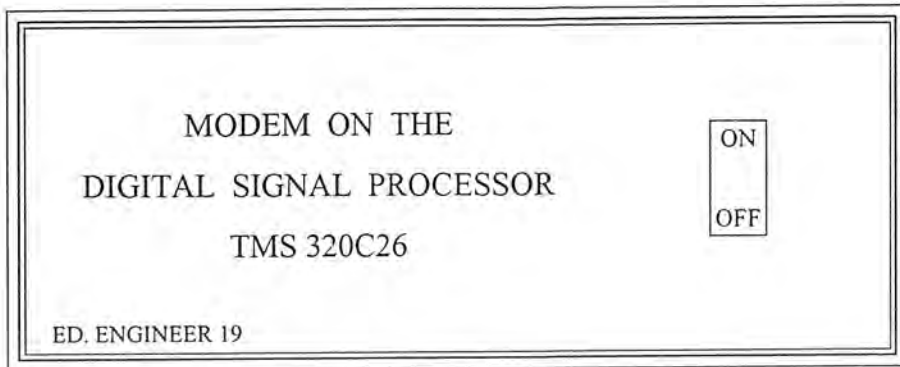 MODEM ON THE
ON
DIGITAL SIGNAL PROCESSOR
OFF
TMS 320C26
ED. ENGINEER 19